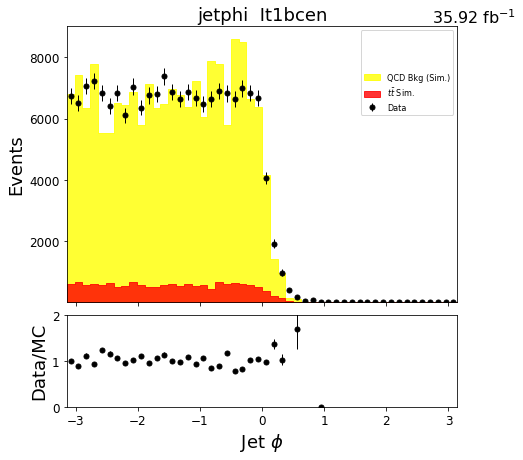 jetphi  It1bcen
35.92 fb⁻¹
QCD Bkg (Sim.)
tt̄ Sim.
Data
Events
8000
6000
4000
2000
Data/MC
2
1
0
−3 −2 −1 0 1 2 3
Jet ϕ